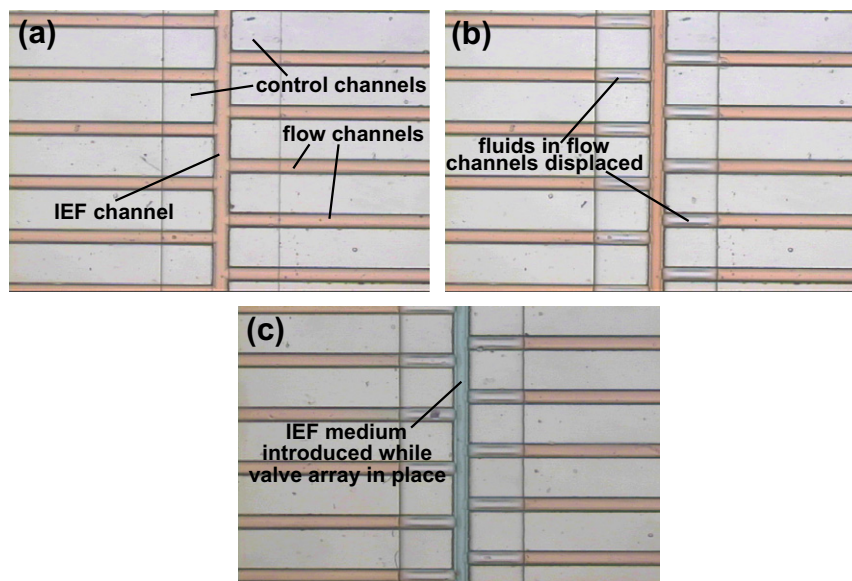 (a)
control channels
flow channels
IEF channel
(b)
fluids in flow
channels displaced
(c)
IEF medium
introduced while
valve array in place